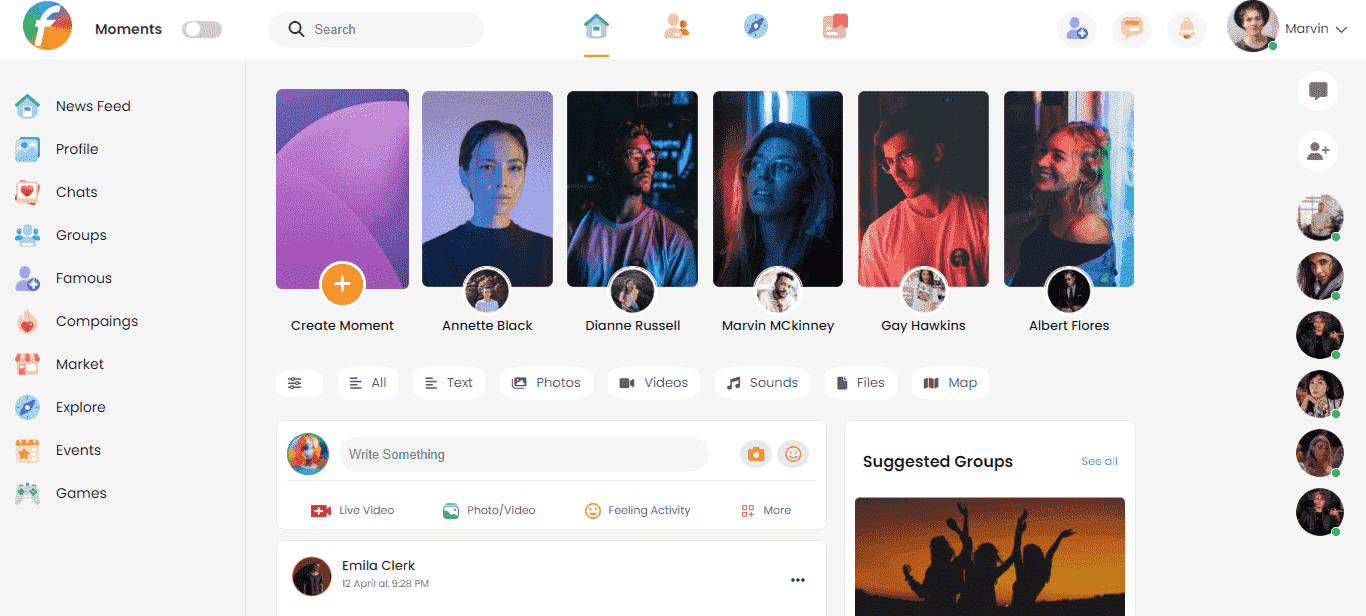 Moments
Search
Marvin
News Feed
Profile
Chats
Groups
Famous
Compaings
Market
Explore
Events
Games
Create Moment
Annette Black
Dianne Russell
Marvin MCkinney
Gay Hawkins
Albert Flores
All
Text
Photos
Videos
Sounds
Files
Map
Write Something
Live Video
Photo/Video
Feeling Activity
More
Emila Clerk
12 April at 9:28 PM
Suggested Groups
See all